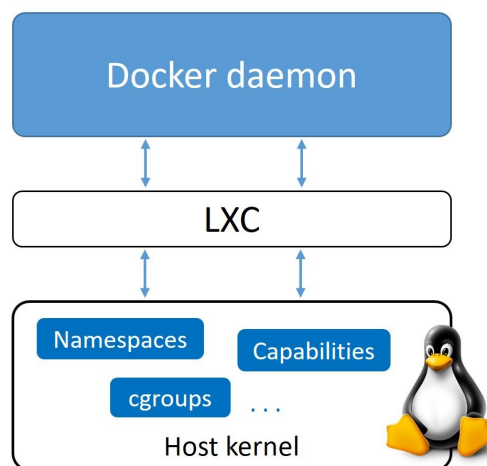 Docker daemon
LXC
Namespaces
Capabilities
cgroups ...
Host kernel